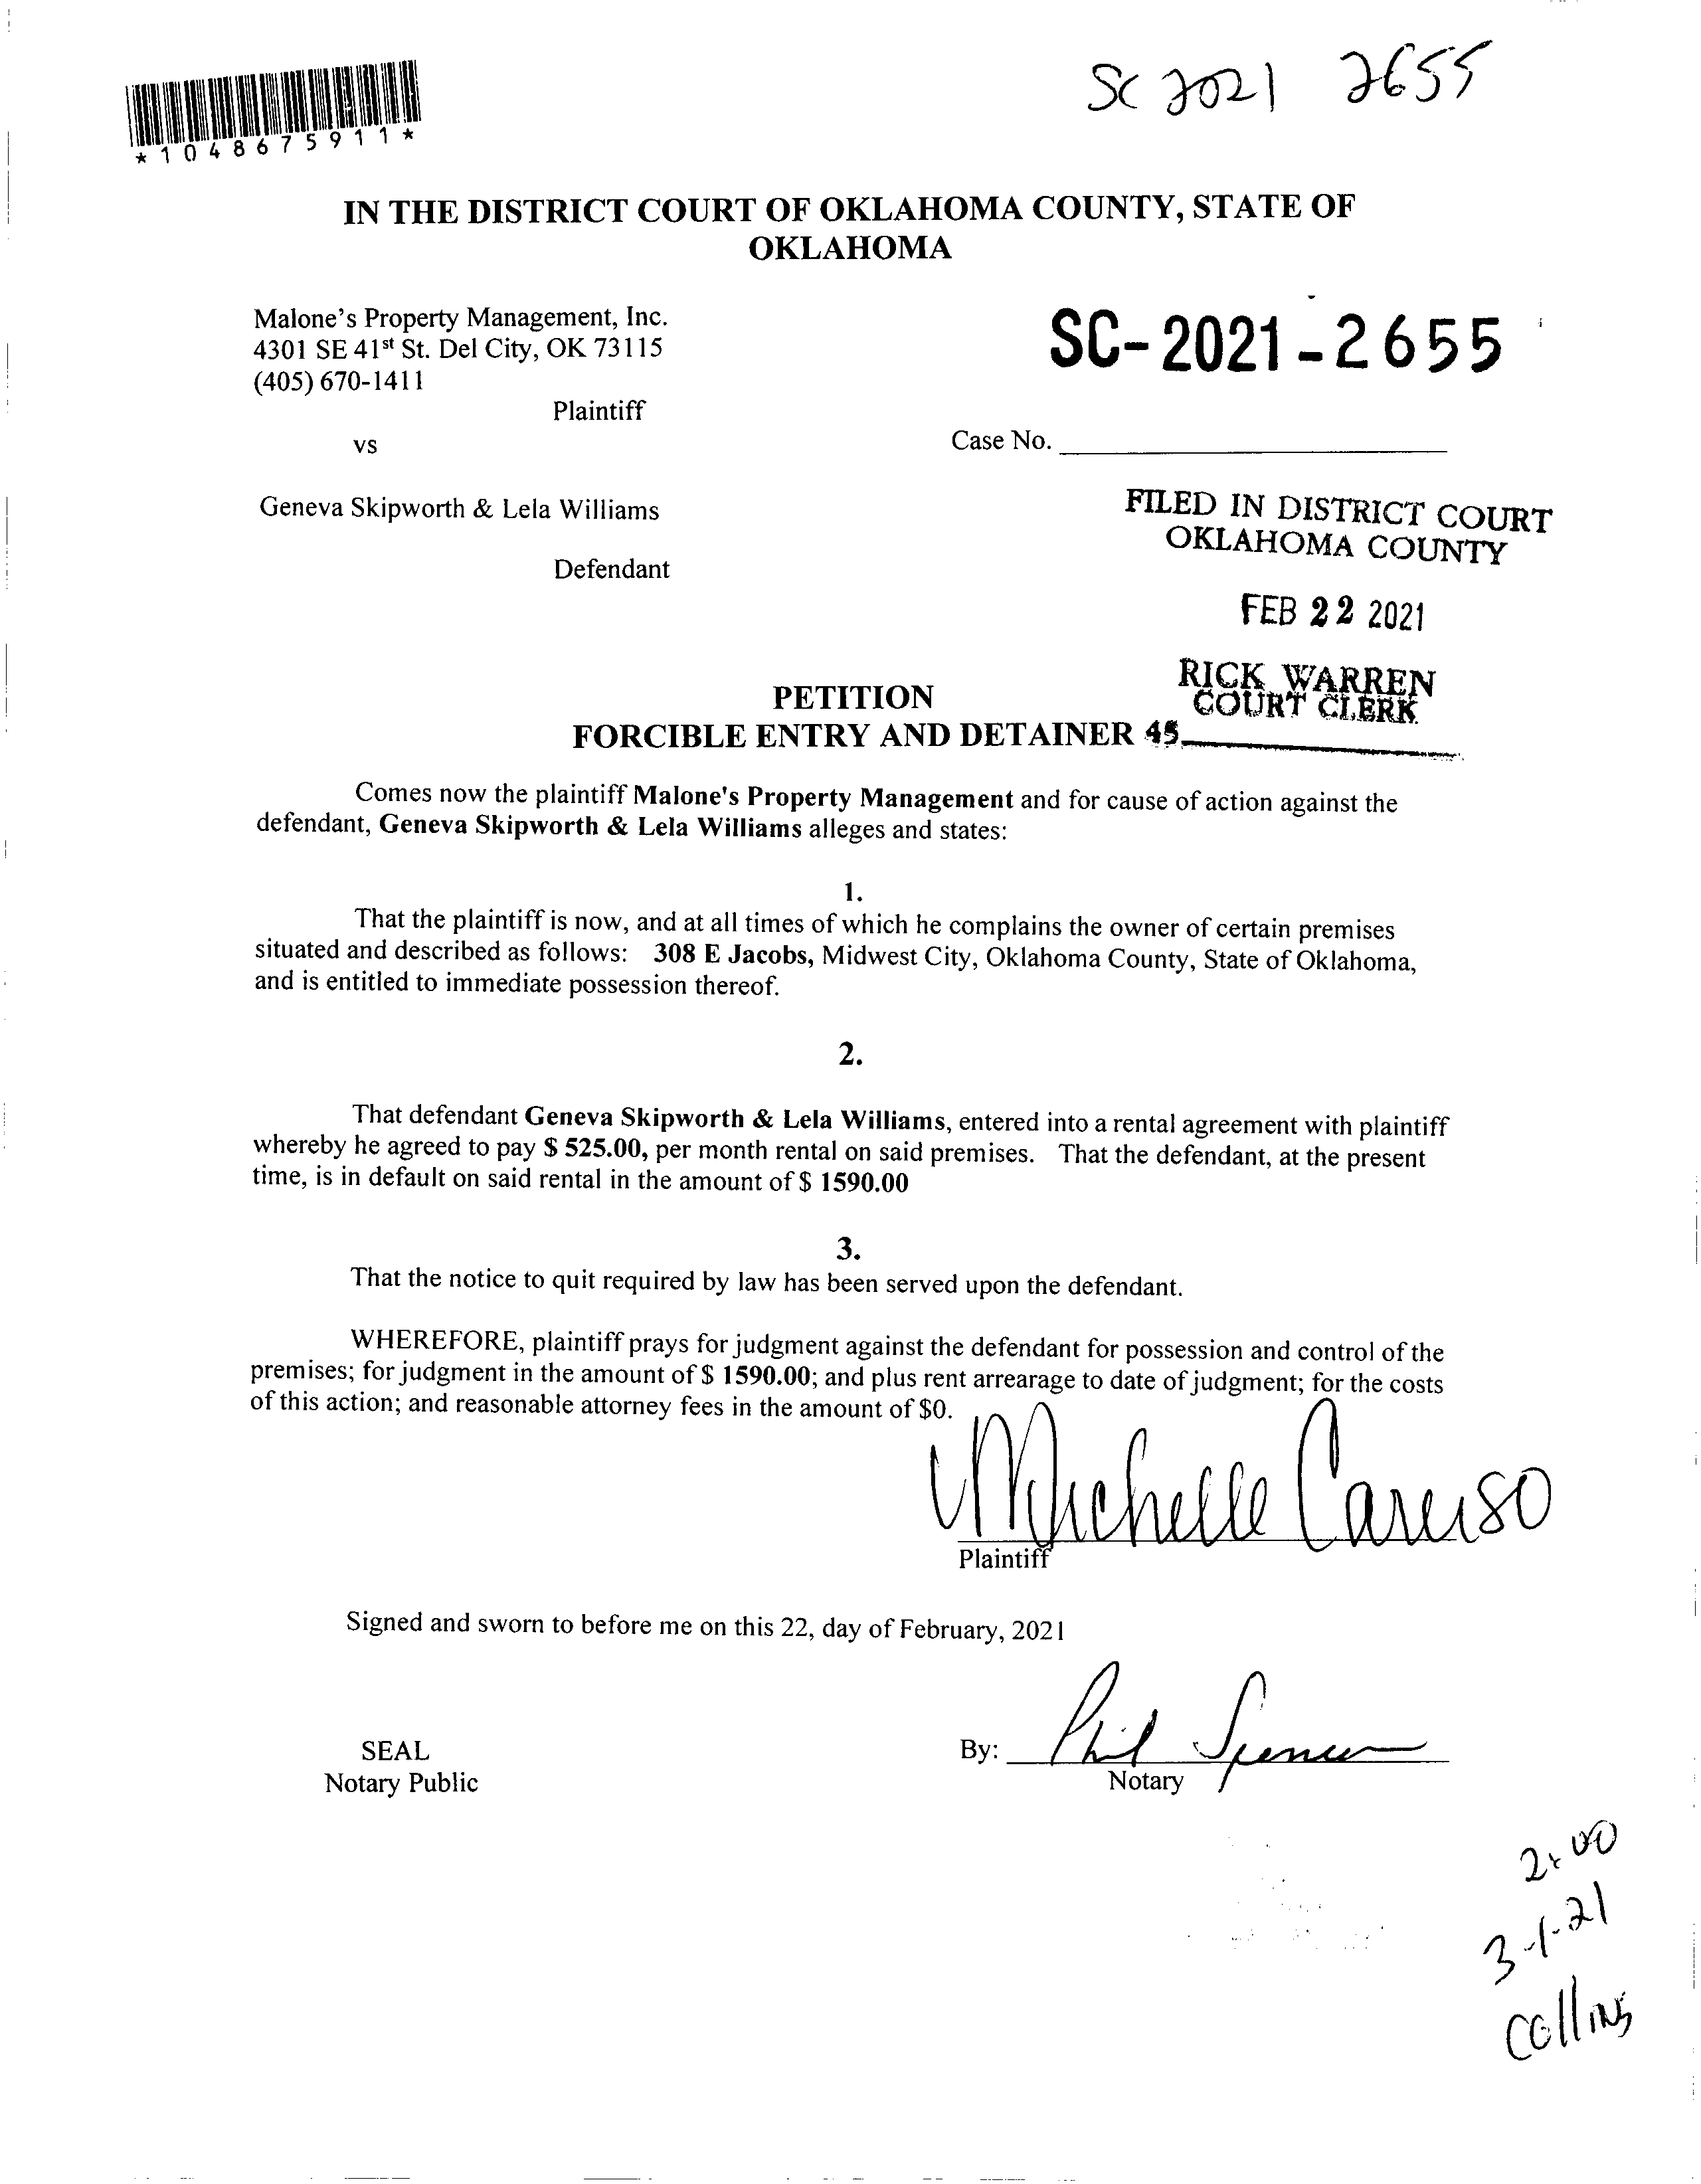 SC 2021 2655
*1048675911*
IN THE DISTRICT COURT OF OKLAHOMA COUNTY, STATE OF
OKLAHOMA
Malone's Property Management, Inc.
4301 SE 41st St. Del City, OK 73115
(405) 670-1411
Plaintiff
vs
SC-2021-2655
Case No.
Geneva Skipworth & Lela Williams
Defendant
FILED IN DISTRICT COURT
OKLAHOMA COUNTY
FEB 22 2021
RICK WARREN
COURT CLERK
45
PETITION
FORCIBLE ENTRY AND DETAINER
Comes now the plaintiff Malone's Property Management and for cause of action against the
defendant, Geneva Skipworth & Lela Williams alleges and states:
1.
That the plaintiff is now, and at all times of which he complains the owner of certain premises
situated and described as follows: 308 E Jacobs, Midwest City, Oklahoma County, State of Oklahoma,
and is entitled to immediate possession thereof.
2.
That defendant Geneva Skipworth & Lela Williams, entered into a rental agreement with plaintiff
whereby he agreed to pay $ 525.00, per month rental on said premises. That the defendant, at the present
time, is in default on said rental in the amount of $ 1590.00
3.
That the notice to quit required by law has been served upon the defendant.
WHEREFORE, plaintiff prays for judgment against the defendant for possession and control of the
premises; for judgment in the amount of $ 1590.00; and plus rent arrearage to date of judgment; for the costs
of this action; and reasonable attorney fees in the amount of $0.
Michelle Caruso
Plaintiff
Signed and sworn to before me on this 22, day of February, 2021
SEAL
Notary Public
By: Phil Spencer
Notary
2:00
3-1-21
Collins